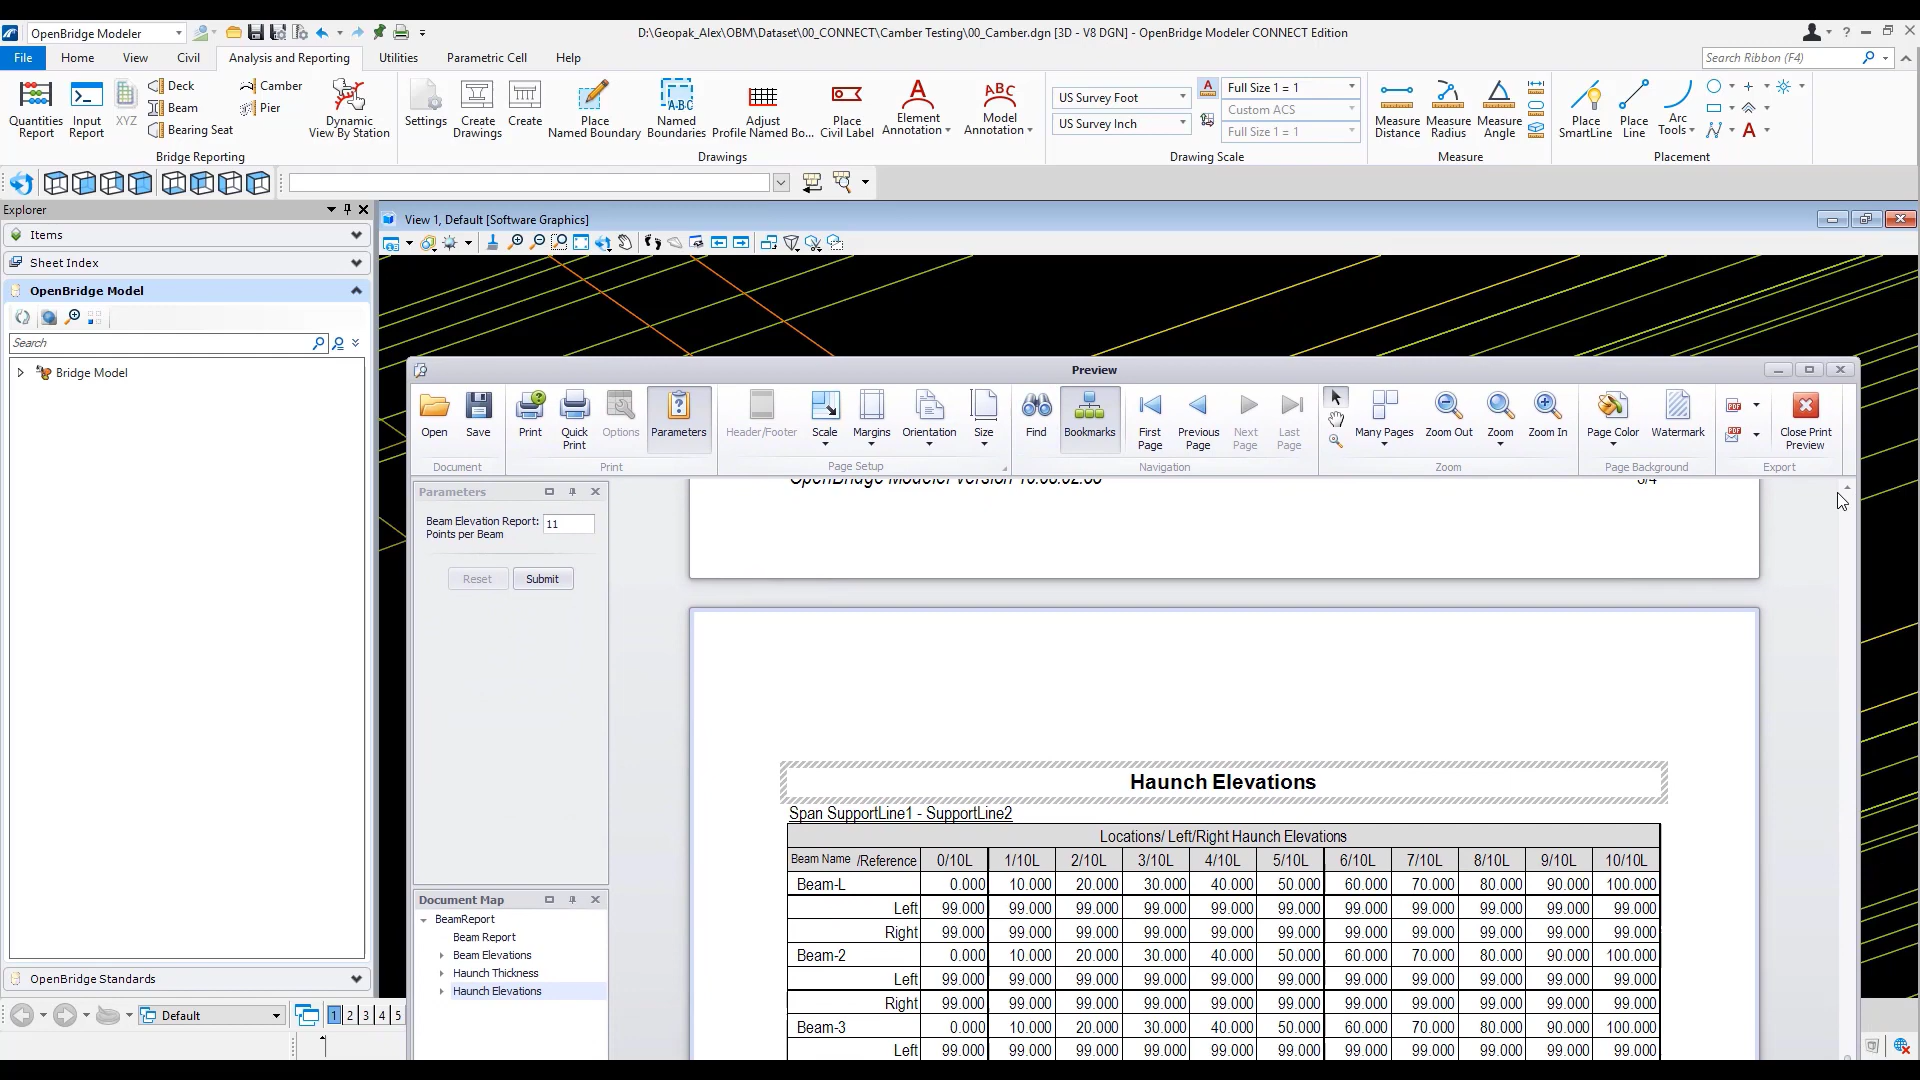 OpenBridge Modeler
D:\Geopak_Alex\OBM\Dataset\00_CONNECT\Camber Testing\00_Camber.dgn [3D - V8 DGN] - OpenBridge Modeler CONNECT Edition
File Home View Civil Analysis and Reporting Utilities Parametric Cell Help
Search Ribbon (F4)
Quantities Report
Input Report
XYZ
Deck
Beam
Bearing Seat
Camber
Pier
Dynamic View By Station
Bridge Reporting
Settings
Create Drawings
Create
Place Named Boundary
Named Boundaries
Adjust Profile Named Bo...
Place Civil Label
Element Annotation
Model Annotation
Drawings
US Survey Foot
US Survey Inch
Full Size 1 = 1
Custom ACS
Full Size 1 = 1
Drawing Scale
Measure Distance
Measure Radius
Measure Angle
Measure
Place SmartLine
Place Line
Arc Tools
Placement
Explorer
Items
Sheet Index
OpenBridge Model
Search
Bridge Model
OpenBridge Standards
Default
1 2 3 4 5
View 1, Default [Software Graphics]
Preview
Open
Save
Document
Print
Quick Print
Options
Parameters
Print
Header/Footer
Scale
Margins
Orientation
Size
Page Setup
Find
Bookmarks
First Page
Previous Page
Next Page
Last Page
Navigation
Many Pages
Zoom Out
Zoom
Zoom In
Zoom
Page Color
Watermark
Page Background
Close Print Preview
Export
Parameters
Beam Elevation Report: 11
Points per Beam
Reset Submit
Document Map
BeamReport
Beam Report
Beam Elevations
Haunch Thickness
Haunch Elevations
3/4
Haunch Elevations
Span SupportLine1 - SupportLine2
Locations/ Left/Right Haunch Elevations
Beam Name /Reference 0/10L 1/10L 2/10L 3/10L 4/10L 5/10L 6/10L 7/10L 8/10L 9/10L 10/10L
Beam-L 0.000 10.000 20.000 30.000 40.000 50.000 60.000 70.000 80.000 90.000 100.000
Left 99.000 99.000 99.000 99.000 99.000 99.000 99.000 99.000 99.000 99.000 99.000
Right 99.000 99.000 99.000 99.000 99.000 99.000 99.000 99.000 99.000 99.000 99.000
Beam-2 0.000 10.000 20.000 30.000 40.000 50.000 60.000 70.000 80.000 90.000 100.000
Left 99.000 99.000 99.000 99.000 99.000 99.000 99.000 99.000 99.000 99.000 99.000
Right 99.000 99.000 99.000 99.000 99.000 99.000 99.000 99.000 99.000 99.000 99.000
Beam-3 0.000 10.000 20.000 30.000 40.000 50.000 60.000 70.000 80.000 90.000 100.000
Left 99.000 99.000 99.000 99.000 99.000 99.000 99.000 99.000 99.000 99.000 99.000